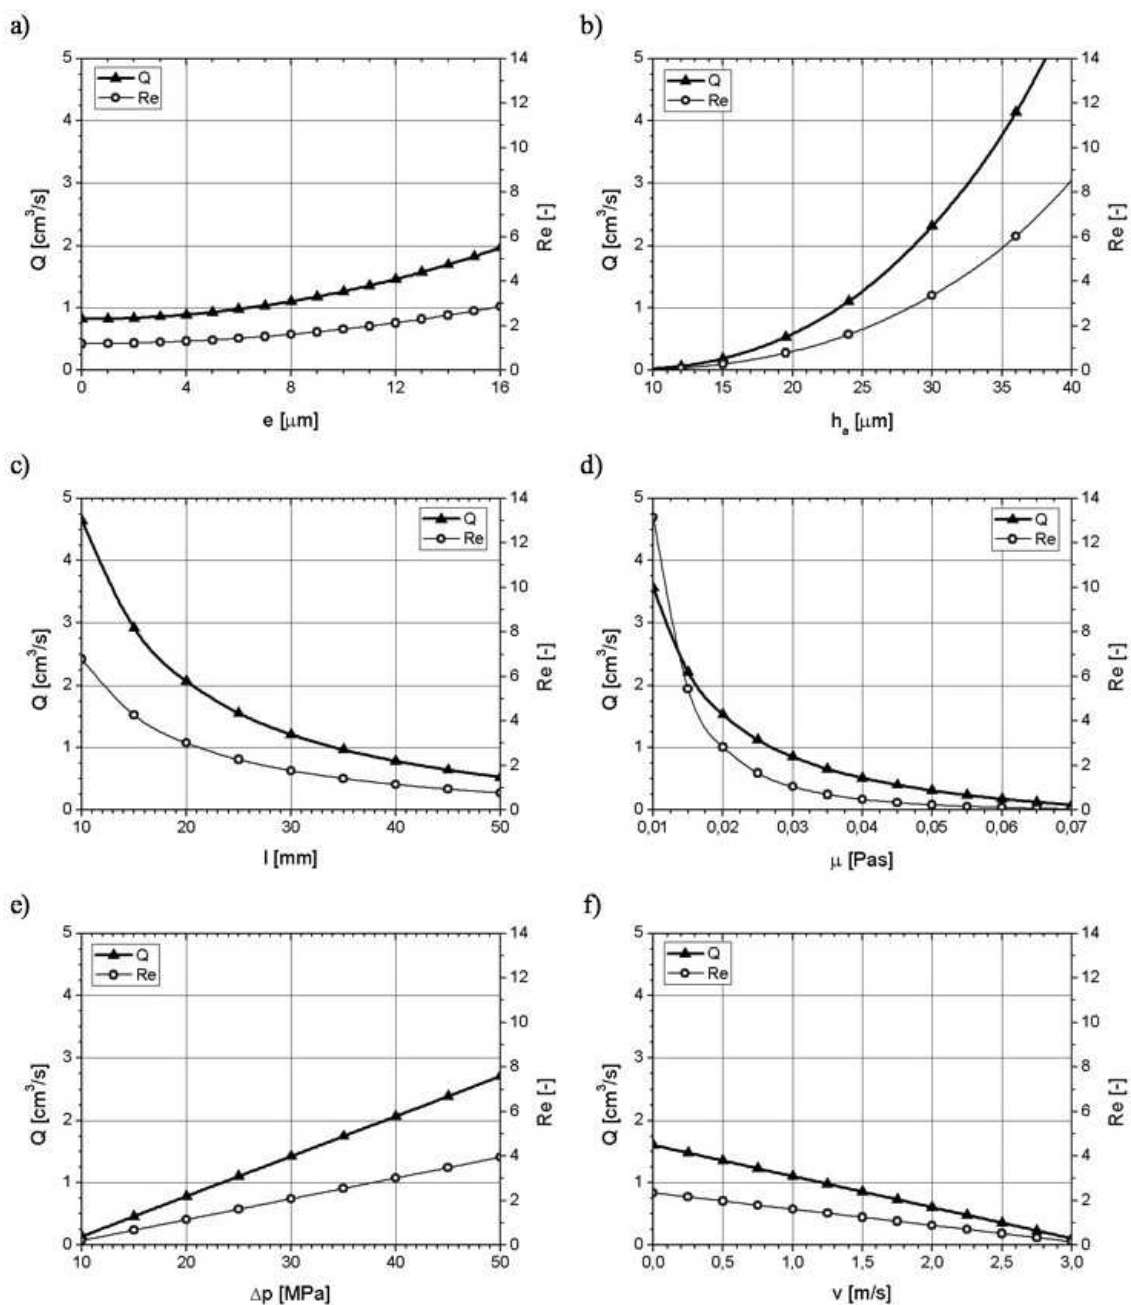 a)
Q
Re
5
4
3
2
1
0
Q [cm³/s]
14
12
10
8
6
4
2
0
Re [-]
0 4 8 12 16
e [μm]
b)
Q
Re
5
4
3
2
1
0
Q [cm³/s]
14
12
10
8
6
4
2
0
Re [-]
10 15 20 25 30 35 40
hₐ [μm]
c)
Q
Re
5
4
3
2
1
0
Q [cm³/s]
14
12
10
8
6
4
2
0
Re [-]
10 20 30 40 50
l [mm]
d)
Q
Re
5
4
3
2
1
0
Q [cm³/s]
14
12
10
8
6
4
2
0
Re [-]
0,01 0,02 0,03 0,04 0,05 0,06 0,07
μ [Pas]
e)
Q
Re
5
4
3
2
1
0
Q [cm³/s]
14
12
10
8
6
4
2
0
Re [-]
10 20 30 40 50
Δp [MPa]
f)
Q
Re
5
4
3
2
1
0
Q [cm³/s]
14
12
10
8
6
4
2
0
Re [-]
0,0 0,5 1,0 1,5 2,0 2,5 3,0
v [m/s]